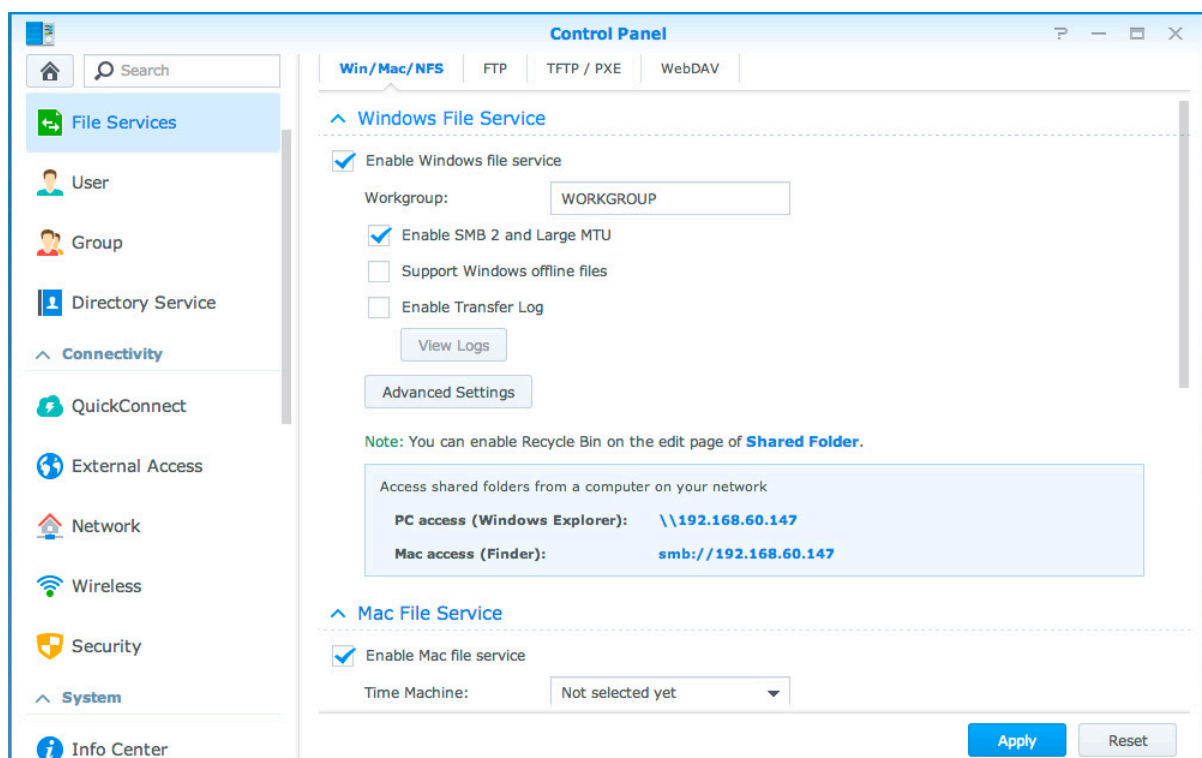 Control Panel
Search
File Services
User
Group
Directory Service
Connectivity
QuickConnect
External Access
Network
Wireless
Security
System
Info Center
Win/Mac/NFS FTP TFTP / PXE WebDAV
Windows File Service
Enable Windows file service
Workgroup: WORKGROUP
Enable SMB 2 and Large MTU
Support Windows offline files
Enable Transfer Log
View Logs
Advanced Settings
Note: You can enable Recycle Bin on the edit page of Shared Folder.
Access shared folders from a computer on your network
PC access (Windows Explorer): \\192.168.60.147
Mac access (Finder): smb://192.168.60.147
Mac File Service
Enable Mac file service
Time Machine: Not selected yet
Apply Reset